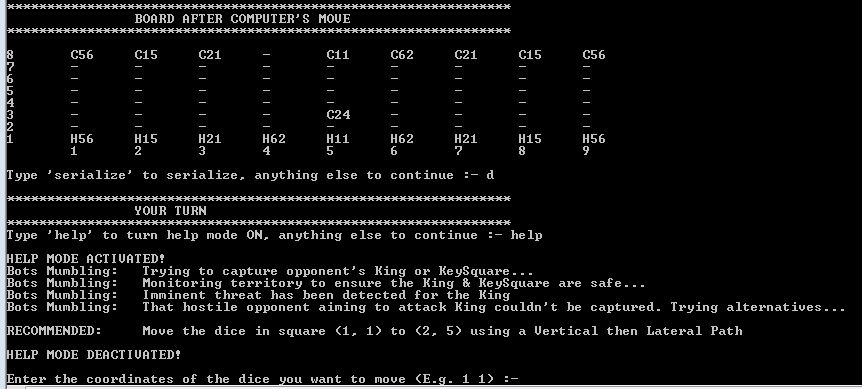 ***************************************************************
BOARD AFTER COMPUTER'S MOVE
***************************************************************
8 C56 C15 C21 - C11 C62 C21 C15 C56
7 - - - - - - - - -
6 - - - - - - - - -
5 - - - - - - - - -
4 - - - - - - - - -
3 - - - - C24 - - - -
2 - - - - - - - - -
1 H56 H15 H21 H62 H11 H62 H21 H15 H56
1 2 3 4 5 6 7 8 9
Type 'serialize' to serialize, anything else to continue :- d
***************************************************************
YOUR TURN
***************************************************************
Type 'help' to turn help mode ON, anything else to continue :- help
HELP MODE ACTIVATED!
Bots Mumbling: Trying to capture opponent's King or KeySquare...
Bots Mumbling: Monitoring territory to ensure the King & KeySquare are safe...
Bots Mumbling: Imminent threat has been detected for the King
Bots Mumbling: That hostile opponent aiming to attack King couldn't be captured. Trying alternatives...
RECOMMENDED: Move the dice in square (1, 1) to (2, 5) using a Vertical then Lateral Path
HELP MODE DEACTIVATED!
Enter the coordinates of the dice you want to move (E.g. 1 1) :-